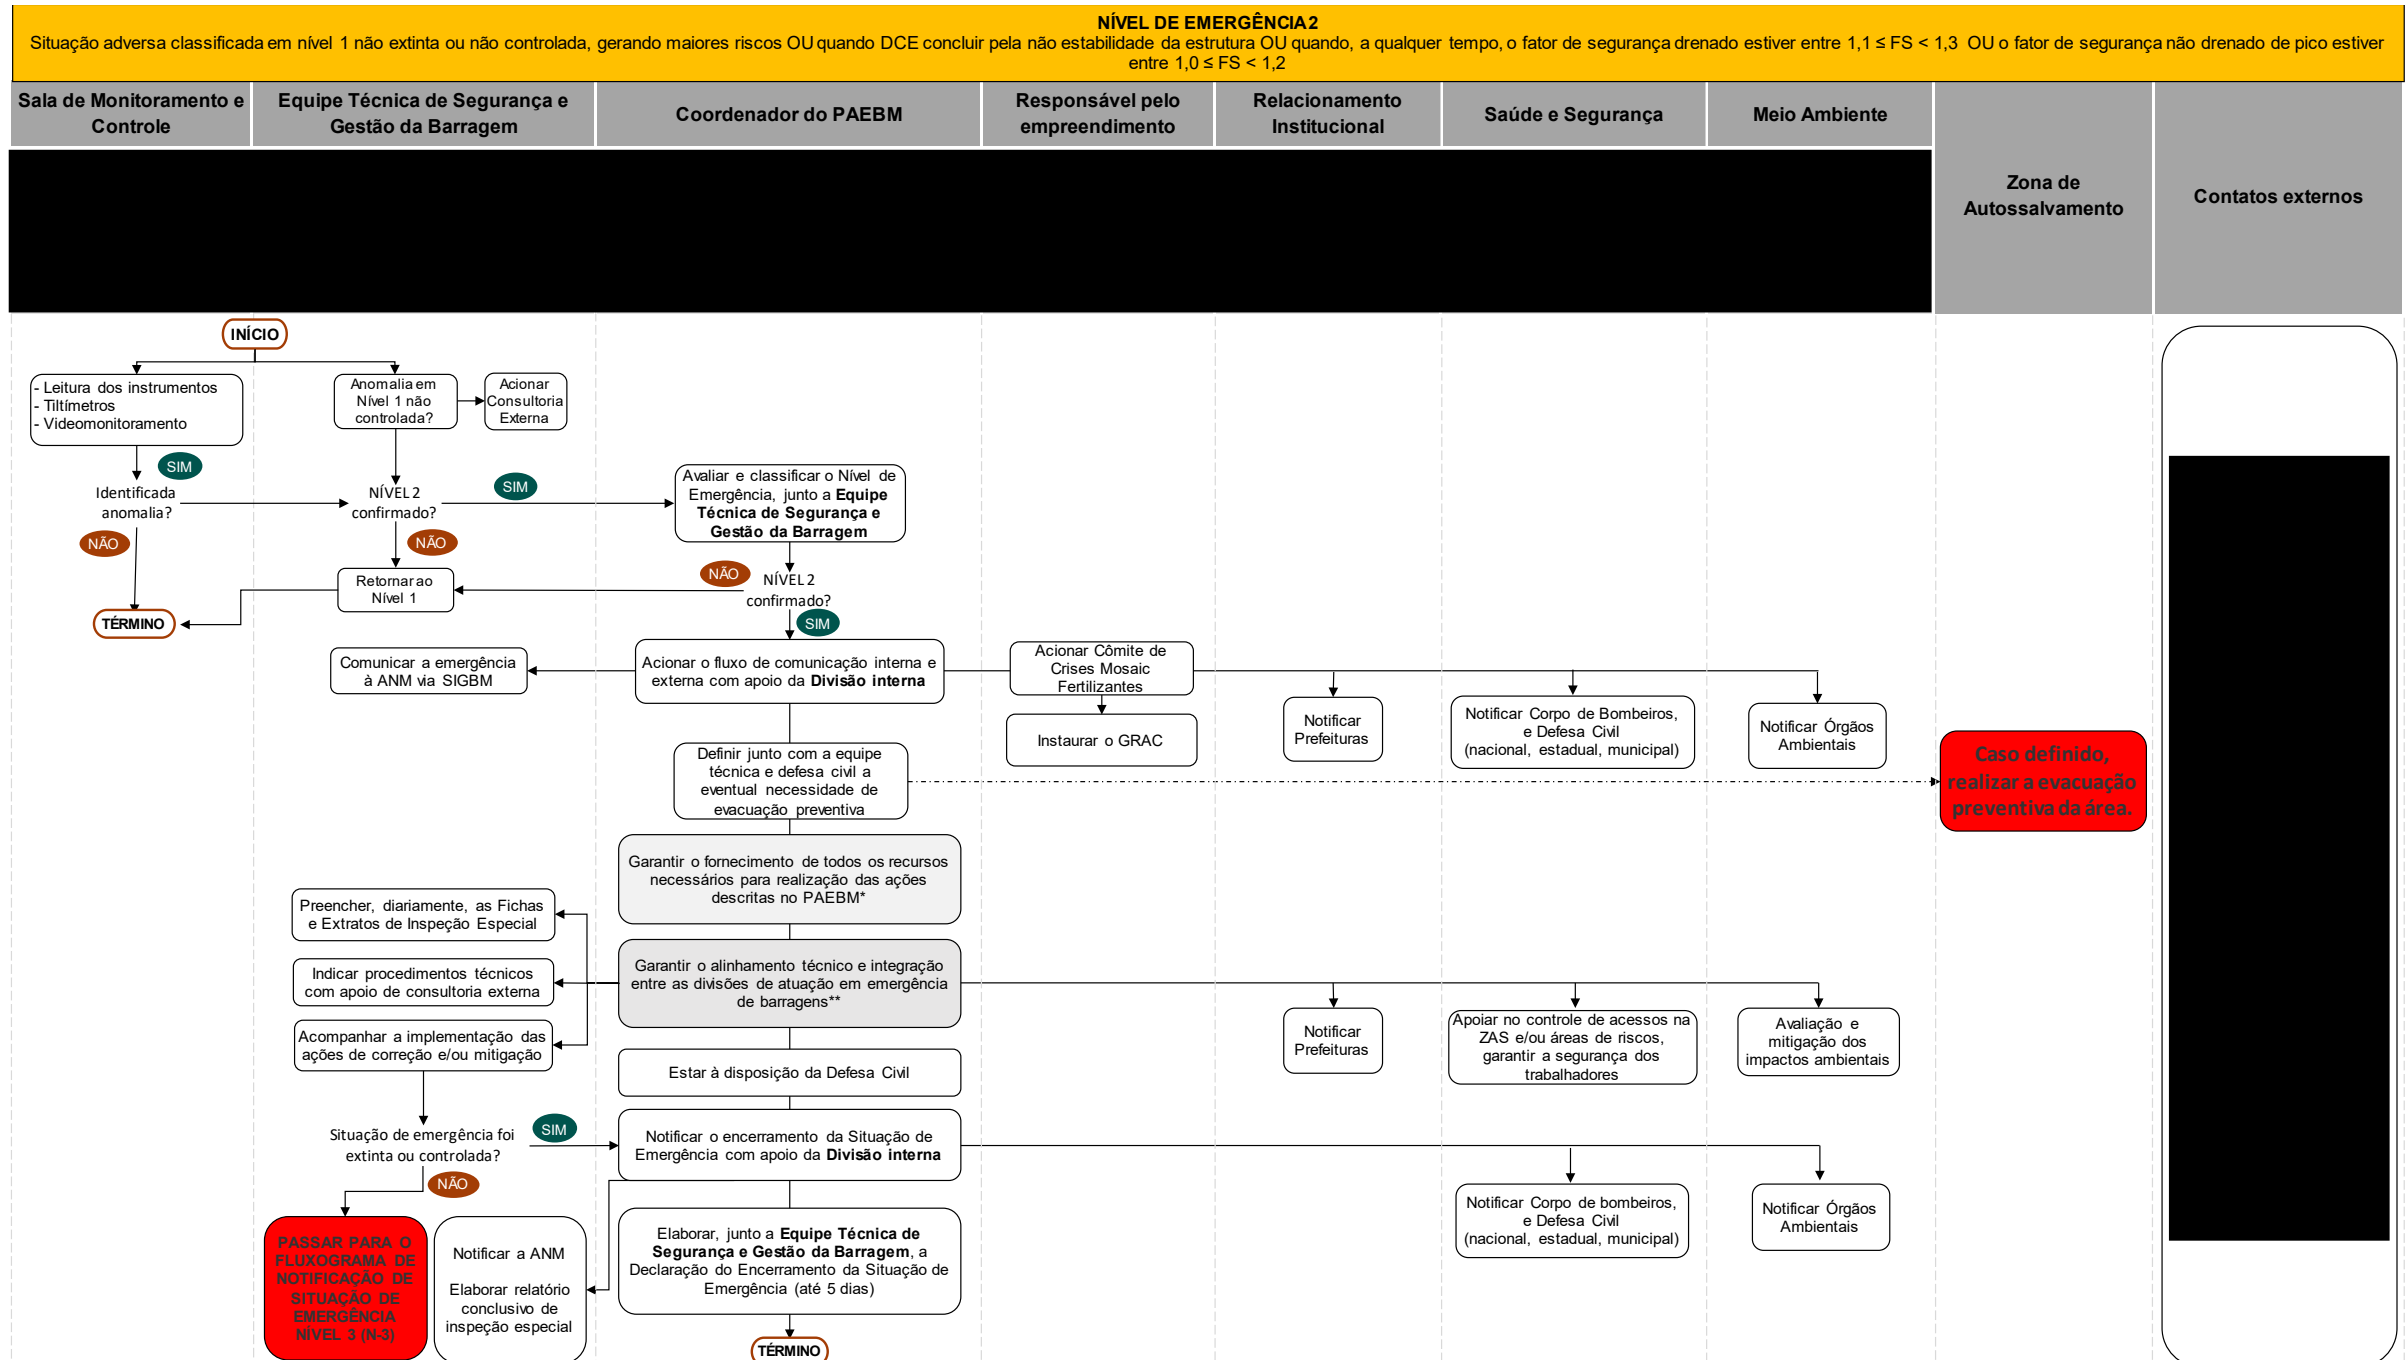 NÍVEL DE EMERGÊNCIA 2
Situação adversa classificada em nível 1 não extinta ou não controlada, gerando maiores riscos OU quando DCE concluir pela não estabilidade da estrutura OU quando, a qualquer tempo, o fator de segurança drenado estiver entre 1,1 ≤ FS < 1,3 OU o fator de segurança não drenado de pico estiver
entre 1,0 ≤ FS < 1,2
Sala de Monitoramento e
Controle
Equipe Técnica de Segurança e
Gestão da Barragem
Coordenador do PAEBM
Responsável pelo
empreendimento
Relacionamento
Institucional
Saúde e Segurança
Meio Ambiente
Zona de
Autossalvamento
Contatos externos
INÍCIO
- Leitura dos instrumentos
- Tiltímetros
- Videomonitoramento
Anomalia em
Nível 1 não
controlada?
Acionar
Consultoria
Externa
SIM
Identificada
anomalia?
NÃO
NÍVEL 2
confirmado?
SIM
NÃO
Avaliar e classificar o Nível de
Emergência, junto a Equipe
Técnica de Segurança e
Gestão da Barragem
Retornar ao
Nível 1
NÃO
NÍVEL 2
confirmado?
SIM
TÉRMINO
Comunicar a emergência
à ANM via SIGBM
Acionar o fluxo de comunicação interna e
externa com apoio da Divisão interna
Acionar Cômite de
Crises Mosaic
Fertilizantes
Instaurar o GRAC
Notificar
Prefeituras
Notificar Corpo de Bombeiros,
e Defesa Civil
(nacional, estadual, municipal)
Notificar Órgãos
Ambientais
Definir junto com a equipe
técnica e defesa civil a
eventual necessidade de
evacuação preventiva
Caso definido,
realizar a evacuação
preventiva da área.
Garantir o fornecimento de todos os recursos
necessários para realização das ações
descritas no PAEBM*
Preencher, diariamente, as Fichas
e Extratos de Inspeção Especial
Indicar procedimentos técnicos
com apoio de consultoria externa
Acompanhar a implementação das
ações de correção e/ou mitigação
Garantir o alinhamento técnico e integração
entre as divisões de atuação em emergência
de barragens**
Notificar
Prefeituras
Apoiar no controle de acessos na
ZAS e/ou áreas de riscos,
garantir a segurança dos
trabalhadores
Avaliação e
mitigação dos
impactos ambientais
Estar à disposição da Defesa Civil
Situação de emergência foi
extinta ou controlada?
SIM
NÃO
Notificar o encerramento da Situação de
Emergência com apoio da Divisão interna
Notificar Corpo de bombeiros,
e Defesa Civil
(nacional, estadual, municipal)
Notificar Órgãos
Ambientais
PASSAR PARA O
FLUXOGRAMA DE
NOTIFICAÇÃO DE
SITUAÇÃO DE
EMERGÊNCIA
NÍVEL 3 (N-3)
Notificar a ANM
Elaborar relatório
conclusivo de
inspeção especial
Elaborar, junto a Equipe Técnica de
Segurança e Gestão da Barragem, a
Declaração do Encerramento da Situação de
Emergência (até 5 dias)
TÉRMINO